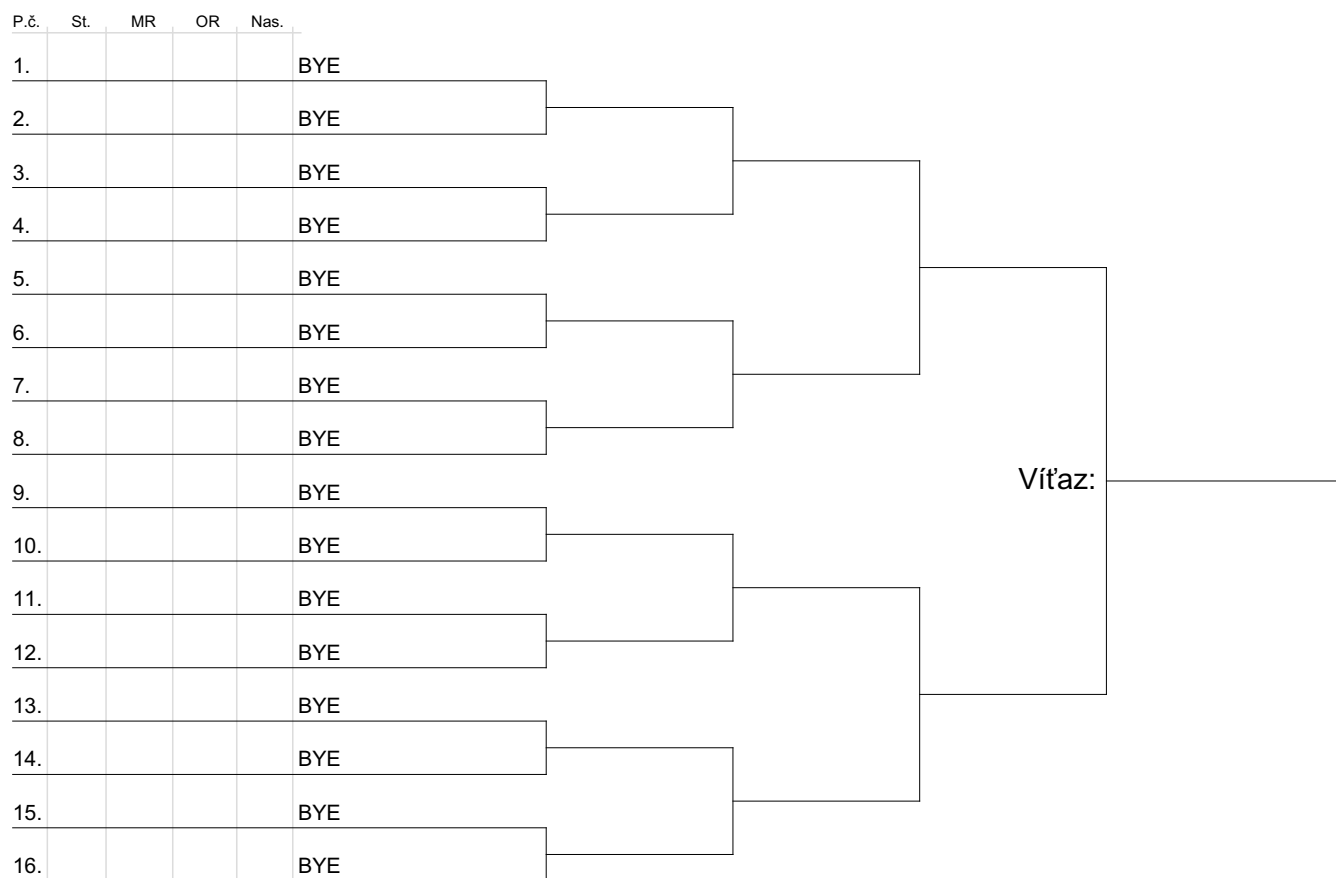 P.č. St. MR OR Nas.
1. BYE
2. BYE
3. BYE
4. BYE
5. BYE
6. BYE
7. BYE
8. BYE
Víťaz:
9. BYE
10. BYE
11. BYE
12. BYE
13. BYE
14. BYE
15. BYE
16. BYE